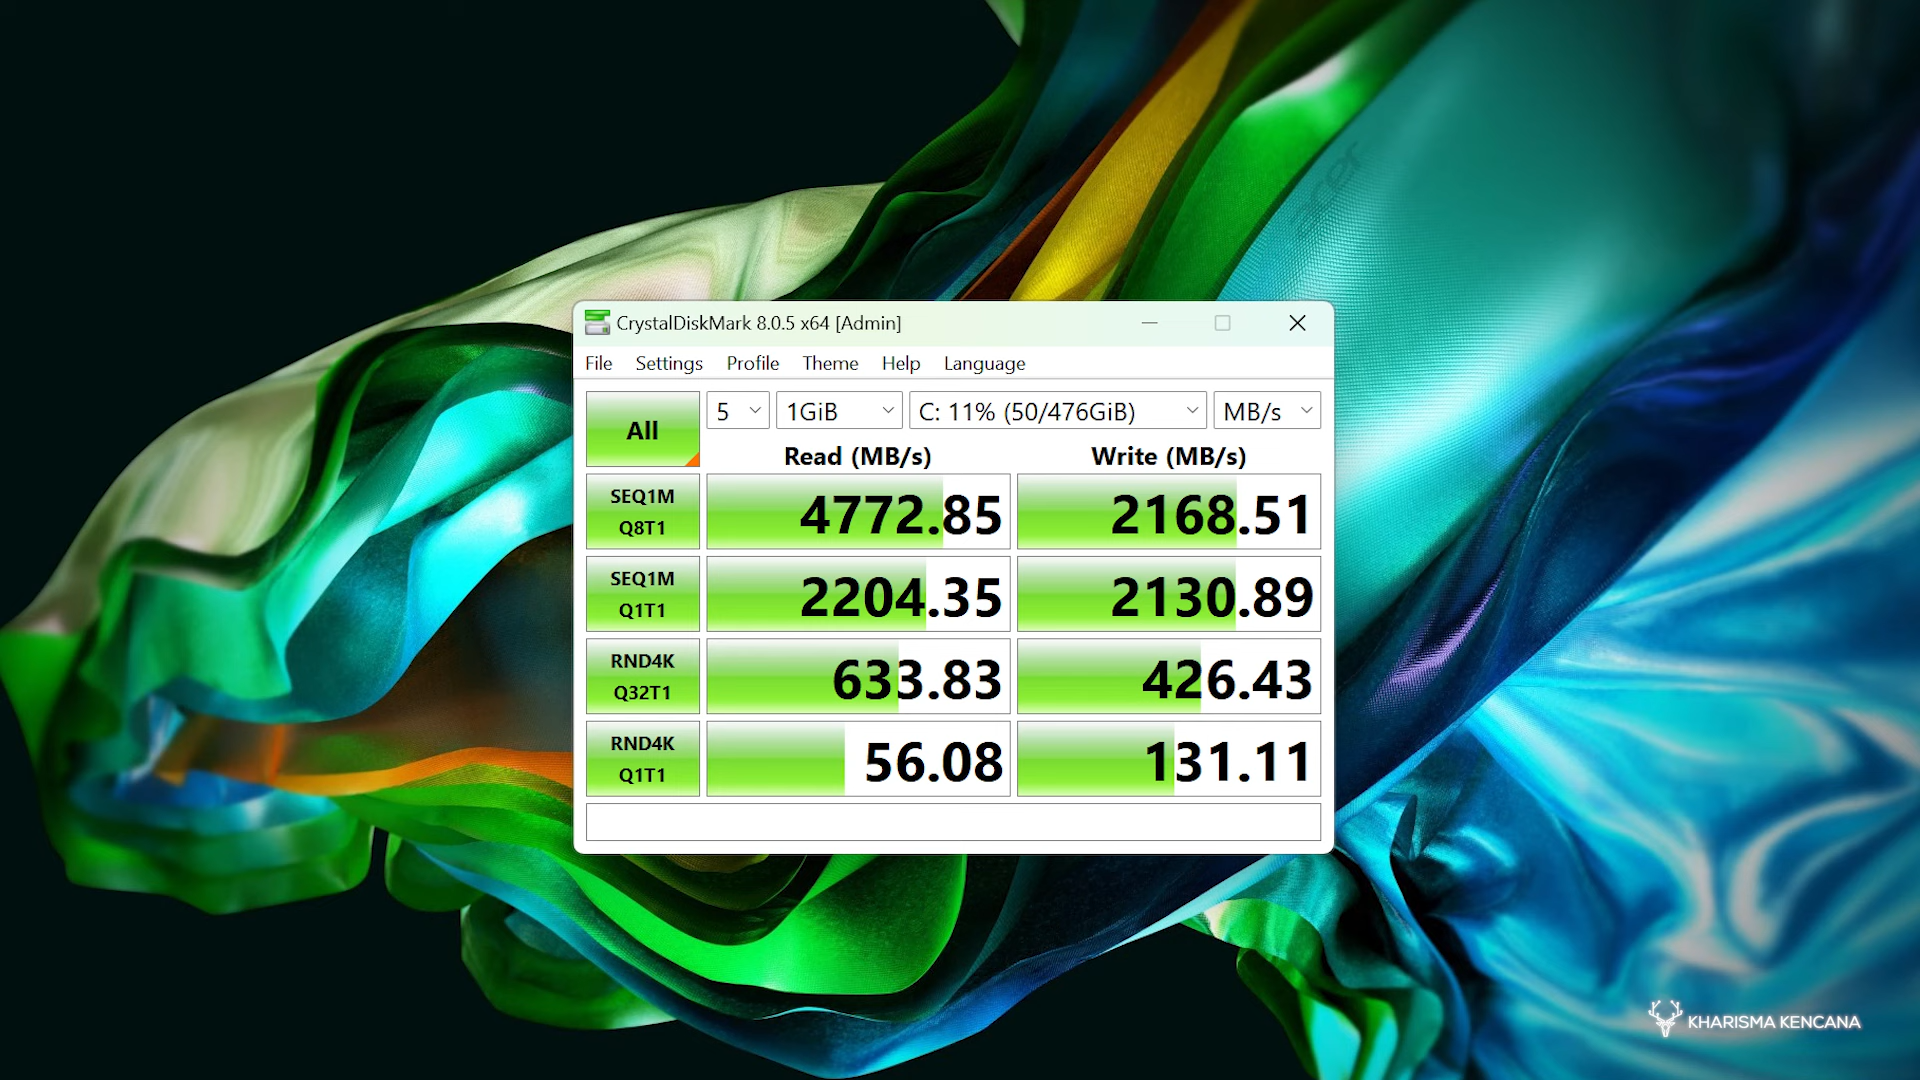 acer
CrystalDiskMark 8.0.5 x64 [Admin]
File Settings Profile Theme Help Language
All
5 1GiB C: 11% (50/476GiB) MB/s
Read (MB/s) Write (MB/s)
SEQ1M
Q8T1
4772.85 2168.51
SEQ1M
Q1T1
2204.35 2130.89
RND4K
Q32T1
633.83 426.43
RND4K
Q1T1
56.08 131.11
KHARISMA KENCANA